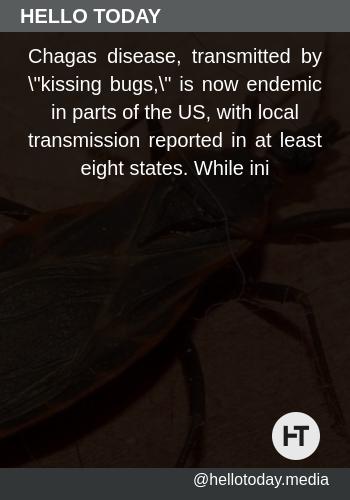 HELLO TODAY
Chagas disease, transmitted by
\"kissing bugs,\" is now endemic
in parts of the US, with local
transmission reported in at least
eight states. While ini
HT
@hellotoday.media